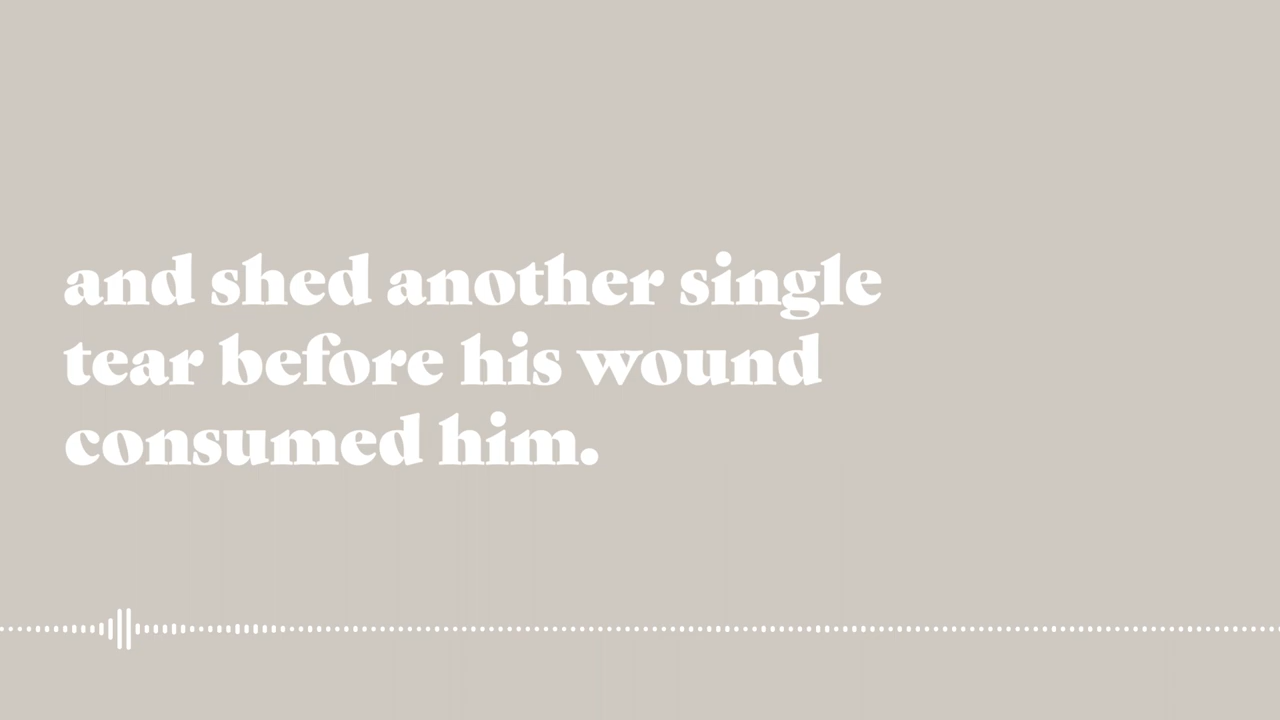 and shed another single
tear before his wound
consumed him.